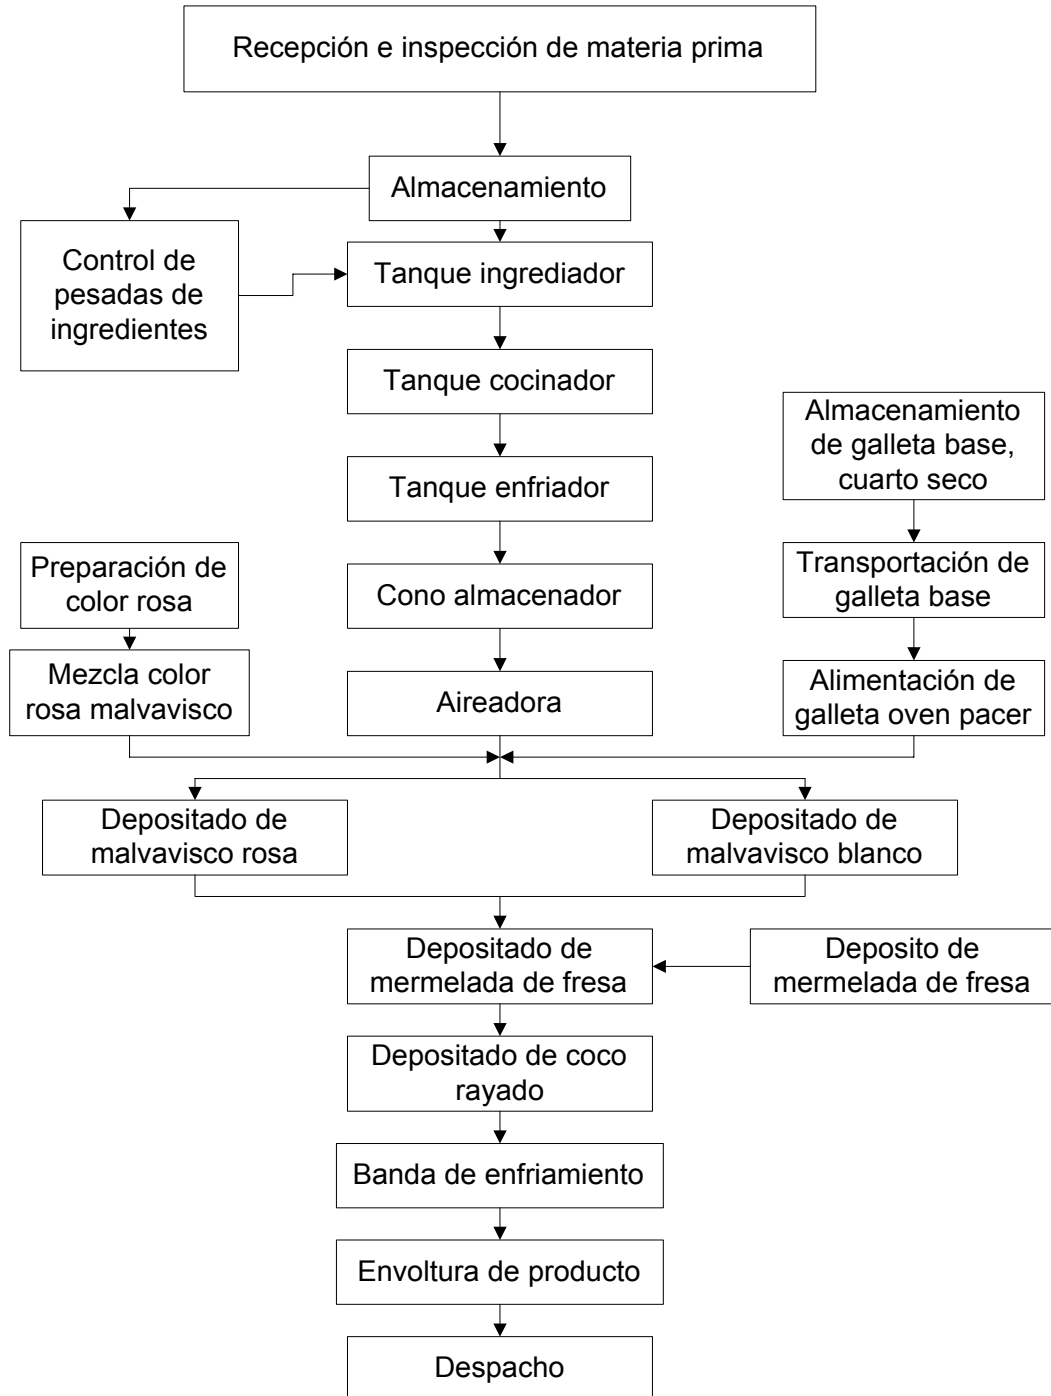 Recepción e inspección de materia prima
Almacenamiento
Control de
pesadas de
ingredientes
Tanque ingrediador
Tanque cocinador
Almacenamiento
de galleta base,
cuarto seco
Tanque enfriador
Preparación de
color rosa
Cono almacenador
Transportación de
galleta base
Mezcla color
rosa malvavisco
Aireadora
Alimentación de
galleta oven pacer
Depositado de
malvavisco rosa
Depositado de
malvavisco blanco
Depositado de
mermelada de fresa
Deposito de
mermelada de fresa
Depositado de coco
rayado
Banda de enfriamiento
Envoltura de producto
Despacho